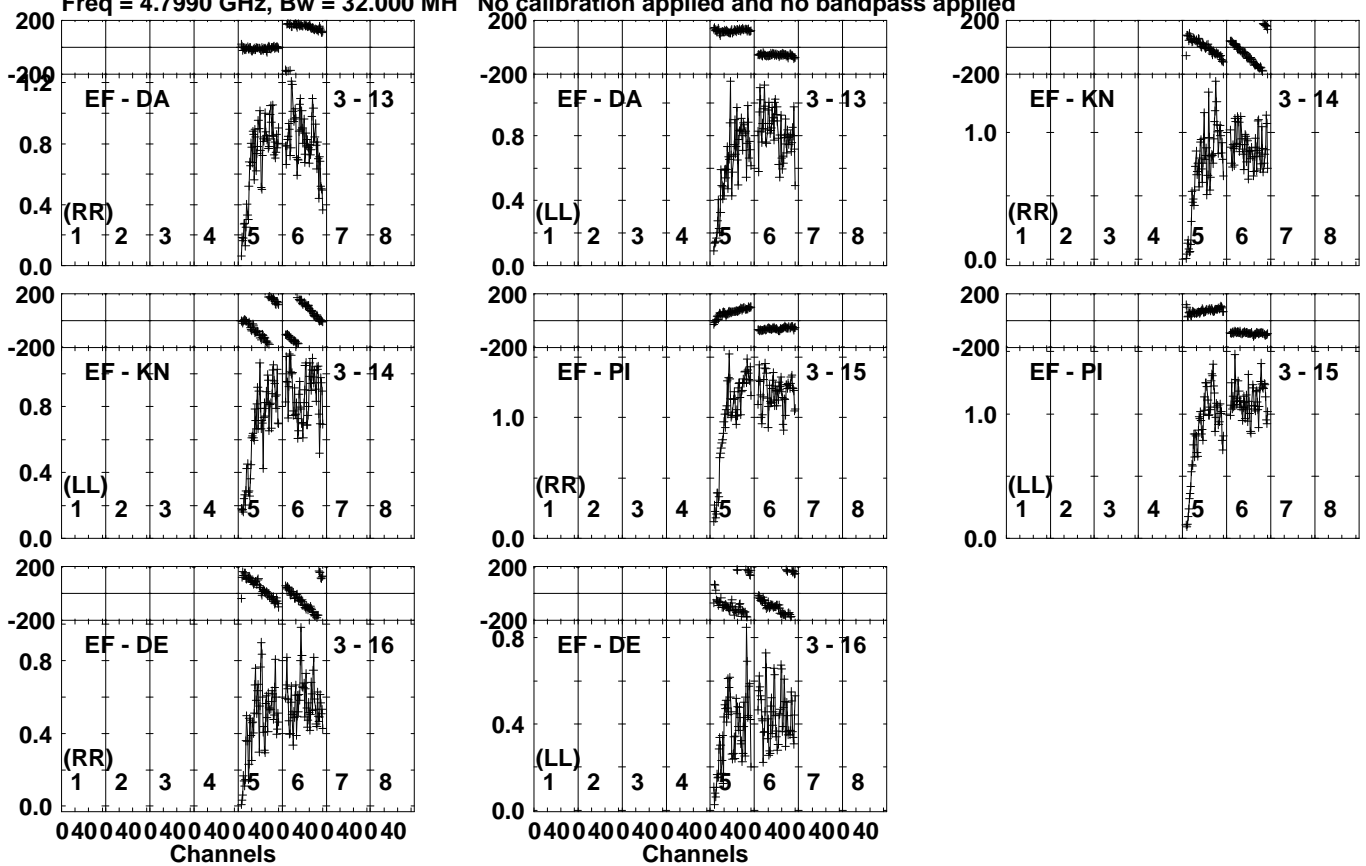 Freq = 4.7990 GHz, Bw = 32.000 MH No calibration applied and no bandpass applied
200 200 200
-200 -200 -200
1.2 EF - DA 3 - 13 EF - DA 3 - 13 EF - KN 3 - 14
0.8 0.8 1.0
0.4 0.4
(RR) (LL) (RR)
1 2 3 4 5 6 7 8 1 2 3 4 5 6 7 8 1 2 3 4 5 6 7 8
0.0 0.0 0.0
200 200 200
-200 -200 -200
EF - KN 3 - 14 EF - PI 3 - 15 EF - PI 3 - 15
0.8 1.0 1.0
0.4
(LL) (RR) (LL)
1 2 3 4 5 6 7 8 1 2 3 4 5 6 7 8 1 2 3 4 5 6 7 8
0.0 0.0 0.0
200 200
-200 -200
EF - DE 3 - 16 EF - DE 3 - 16
0.8 0.8
0.4 0.4
(RR) (LL)
1 2 3 4 5 6 7 8 1 2 3 4 5 6 7 8
0.0 0.0
0 40 0 40 0 40 0 40 0 40 0 40 0 40 0 40 0 40 0 40 0 40 0 40 0 40 0 40 0 40 0 40
Channels Channels